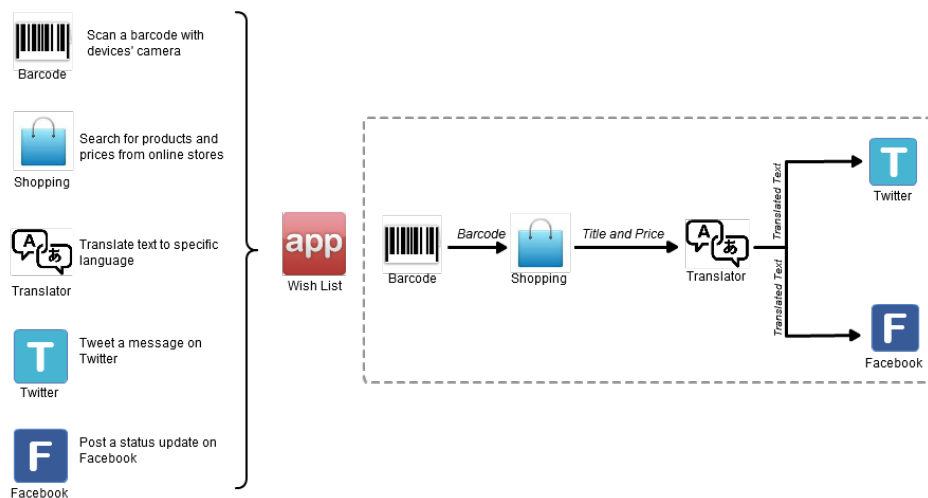 Scan a barcode with
devices' camera
Barcode
Search for products and
prices from online stores
Shopping
A あ
Translate text to specific
language
Translator
T
Tweet a message on
Twitter
Twitter
F
Post a status update on
Facebook
Facebook
app
Wish List
Barcode
Barcode
Shopping
Title and Price
A あ
Translator
Translated Text
Translated Text
T
Twitter
F
Facebook